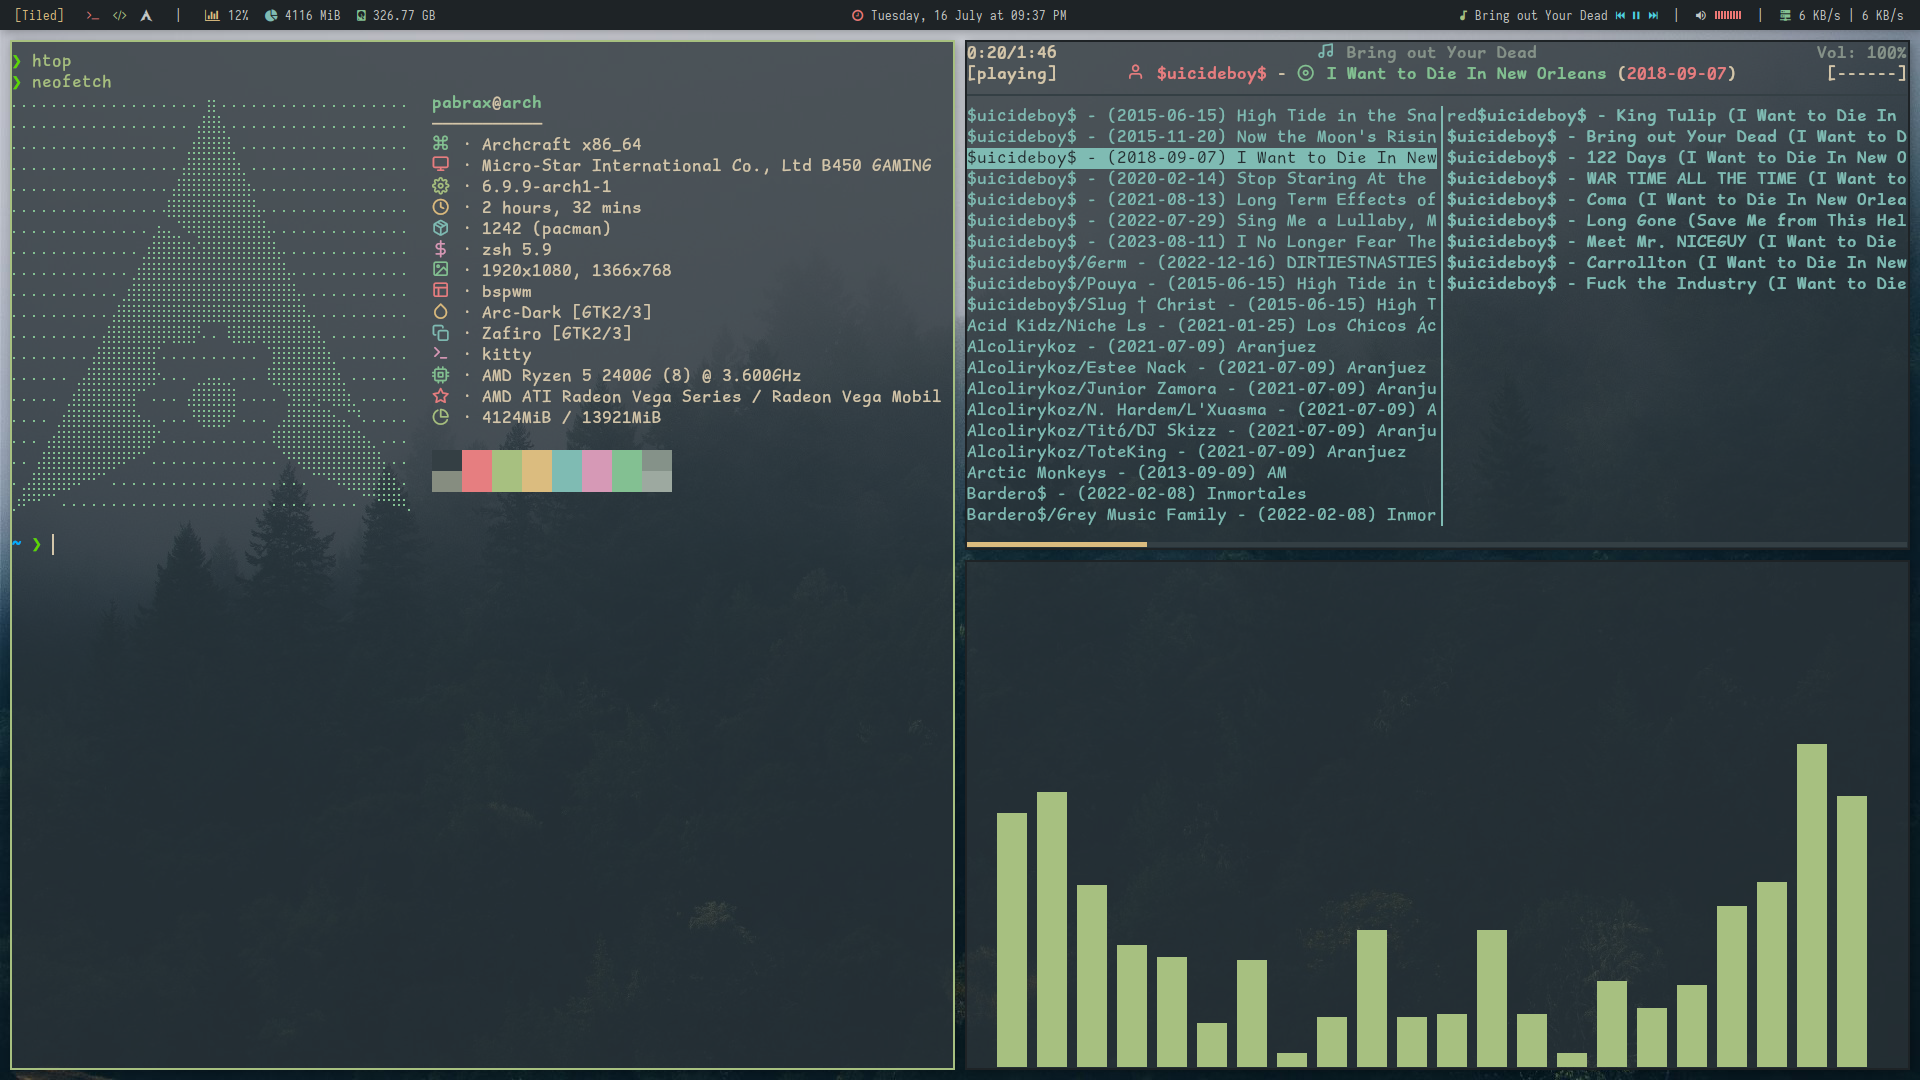 [Tiled] 12% 4116 MiB 326.77 GB Tuesday, 16 July at 09:37 PM Bring out Your Dead | 6 KB/s | 6 KB/s
❯ htop
❯ neofetch
pabrax@arch
· Archcraft x86_64
· Micro-Star International Co., Ltd B450 GAMING
· 6.9.9-arch1-1
· 2 hours, 32 mins
· 1242 (pacman)
· zsh 5.9
· 1920x1080, 1366x768
· bspwm
· Arc-Dark [GTK2/3]
· Zafiro [GTK2/3]
· kitty
· AMD Ryzen 5 2400G (8) @ 3.600GHz
· AMD ATI Radeon Vega Series / Radeon Vega Mobil
· 4124MiB / 13921MiB
~ ❯
0:20/1:46 Bring out Your Dead Vol: 100%
[playing] $uicideboy$ - I Want to Die In New Orleans (2018-09-07) [------]
$uicideboy$ - (2015-06-15) High Tide in the Sna
$uicideboy$ - (2015-11-20) Now the Moon's Risin
$uicideboy$ - (2018-09-07) I Want to Die In New
$uicideboy$ - (2020-02-14) Stop Staring At the
$uicideboy$ - (2021-08-13) Long Term Effects of
$uicideboy$ - (2022-07-29) Sing Me a Lullaby, M
$uicideboy$ - (2023-08-11) I No Longer Fear The
$uicideboy$/Germ - (2022-12-16) DIRTIESTNASTIES
$uicideboy$/Pouya - (2015-06-15) High Tide in t
$uicideboy$/Slug † Christ - (2015-06-15) High T
Acid Kidz/Niche Ls - (2021-01-25) Los Chicos Ác
Alcolirykoz - (2021-07-09) Aranjuez
Alcolirykoz/Estee Nack - (2021-07-09) Aranjuez
Alcolirykoz/Junior Zamora - (2021-07-09) Aranju
Alcolirykoz/N. Hardem/L'Xuasma - (2021-07-09) A
Alcolirykoz/Titó/DJ Skizz - (2021-07-09) Aranju
Alcolirykoz/ToteKing - (2021-07-09) Aranjuez
Arctic Monkeys - (2013-09-09) AM
Bardero$ - (2022-02-08) Inmortales
Bardero$/Grey Music Family - (2022-02-08) Inmor
red$uicideboy$ - King Tulip (I Want to Die In
$uicideboy$ - Bring out Your Dead (I Want to D
$uicideboy$ - 122 Days (I Want to Die In New O
$uicideboy$ - WAR TIME ALL THE TIME (I Want to
$uicideboy$ - Coma (I Want to Die In New Orlea
$uicideboy$ - Long Gone (Save Me from This Hel
$uicideboy$ - Meet Mr. NICEGUY (I Want to Die
$uicideboy$ - Carrollton (I Want to Die In New
$uicideboy$ - Fuck the Industry (I Want to Die